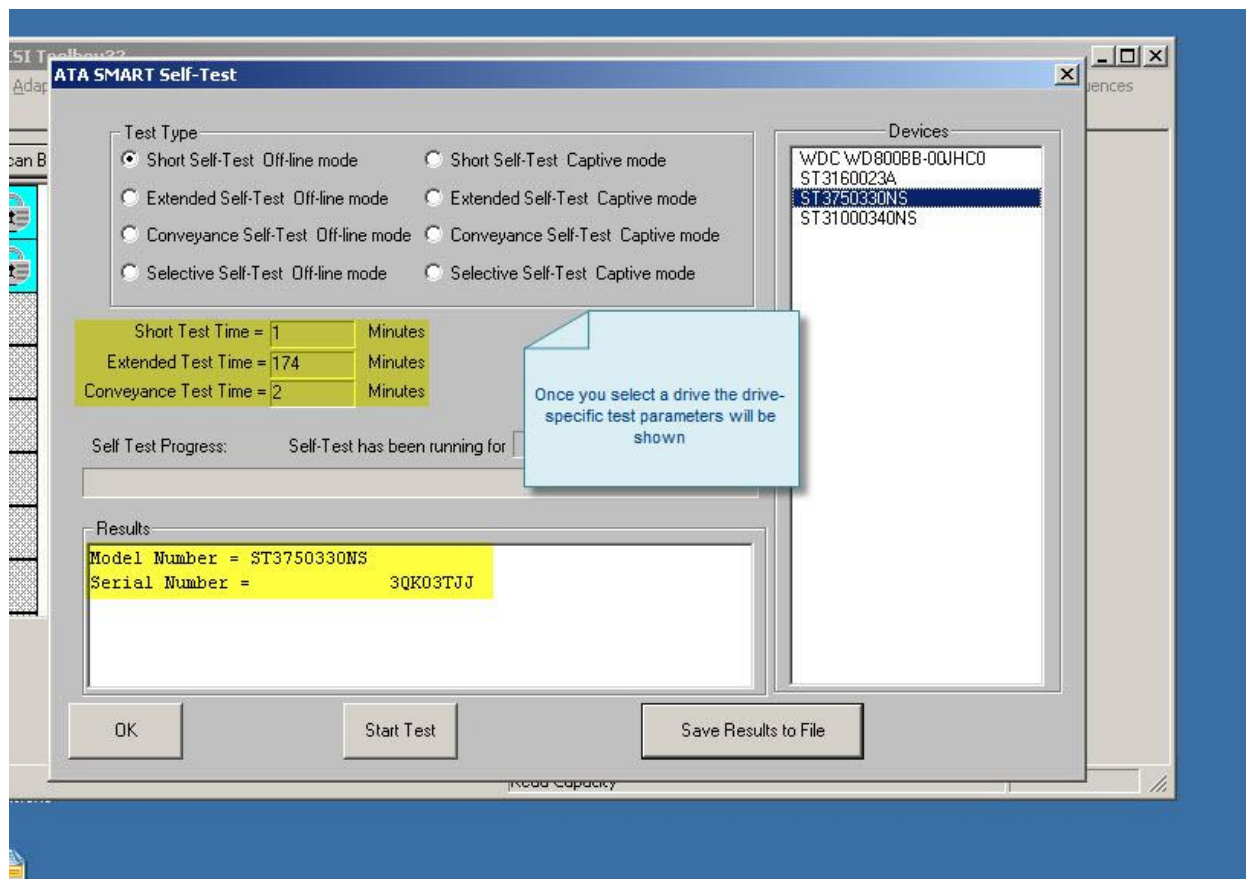 ATA SMART Self-Test
Adap
uences
Test Type
Short Self-Test Off-line mode
Short Self-Test Captive mode
Extended Self-Test Off-line mode
Extended Self-Test Captive mode
Conveyance Self-Test Off-line mode
Conveyance Self-Test Captive mode
Selective Self-Test Off-line mode
Selective Self-Test Captive mode
Devices
WDC WD800BB-00JHC0
ST3160023A
ST3750330NS
ST31000340NS
Short Test Time = 1 Minutes
Extended Test Time = 174 Minutes
Conveyance Test Time = 2 Minutes
Once you select a drive the drive-
specific test parameters will be
shown
Self Test Progress: Self-Test has been running for
Results
Model Number = ST3750330NS
Serial Number = 3QK03TJJ
OK
Start Test
Save Results to File
Read Capacity